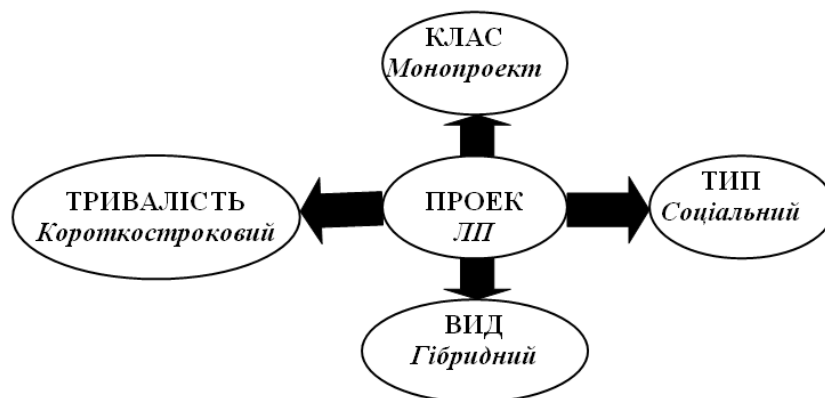 КЛАС
Монопроект
ТРИВАЛІСТЬ
Короткостроковий
ПРОЕК
ЛП
ТИП
Соціальний
ВИД
Гібридний